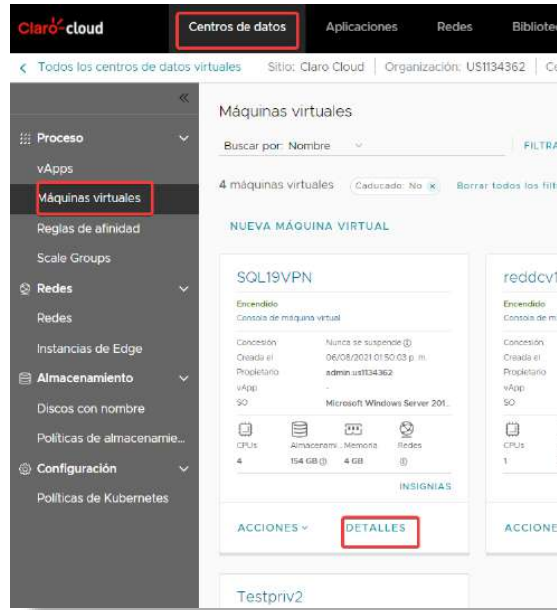 Claro-cloud Centros de datos Aplicaciones Redes Bibliote
< Todos los centros de datos virtuales Sitio: Claro Cloud | Organización: US1134362 | Ce
«
Proceso
vApps
Máquinas virtuales
Reglas de afinidad
Scale Groups
Redes
Redes
Instancias de Edge
Almacenamiento
Discos con nombre
Políticas de almacenamie...
Configuración
Políticas de Kubernetes
Máquinas virtuales
Buscar por: Nombre FILTRA
4 máquinas virtuales Caducado: No x Borrar todos los filt
NUEVA MÁQUINA VIRTUAL
SQL19VPN
Encendido
Consola de máquina virtual
Concesión Nunca se suspende
Creada el 06/08/2021 01:50:03 p. m.
Propietario admin.us1134362
vApp -
SO Microsoft Windows Server 201...
CPUs Almacenami... Memoria Redes
4 154 GB 4 GB
INSIGNIAS
ACCIONES DETALLES
reddcv1
Encendido
Consola de m
Concesión
Creada el
Propietario
vApp
SO
CPUs
1
ACCIONE
Testpriv2